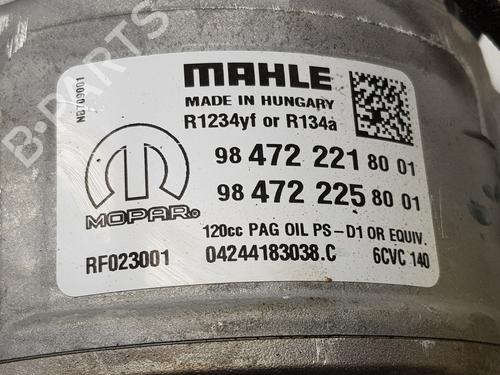 B-PARTS
NB709001
MAHLE
MADE IN HUNGARY
R1234yf or R134a
98 472 221 80 01
98 472 225 80 01
MOPAR®
120cc PAG OIL PS-D1 OR EQUIV.
RF023001 04244183038.C 6CVC 140